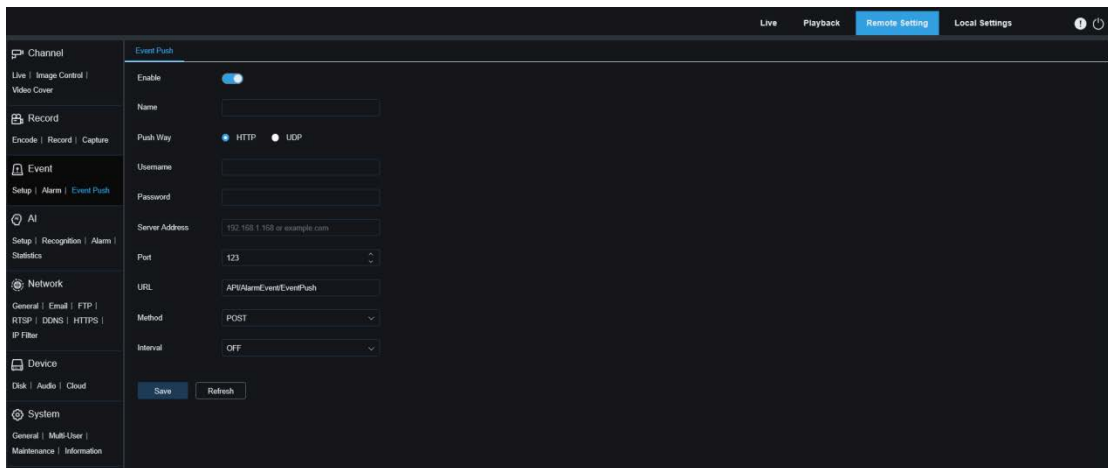 Live Playback Remote Setting Local Settings
Channel
Live | Image Control |
Video Cover
Record
Encode | Record | Capture
Event
Setup | Alarm | Event Push
AI
Setup | Recognition | Alarm |
Statistics
Network
General | Email | FTP |
RTSP | DDNS | HTTPS |
IP Filter
Device
Disk | Audio | Cloud
System
General | Multi-User |
Maintenance | Information
Event Push
Enable
Name
Push Way HTTP UDP
Username
Password
Server Address 192.168.1.168 or example.com
Port 123
URL API/AlarmEvent/EventPush
Method POST
Interval OFF
Save Refresh